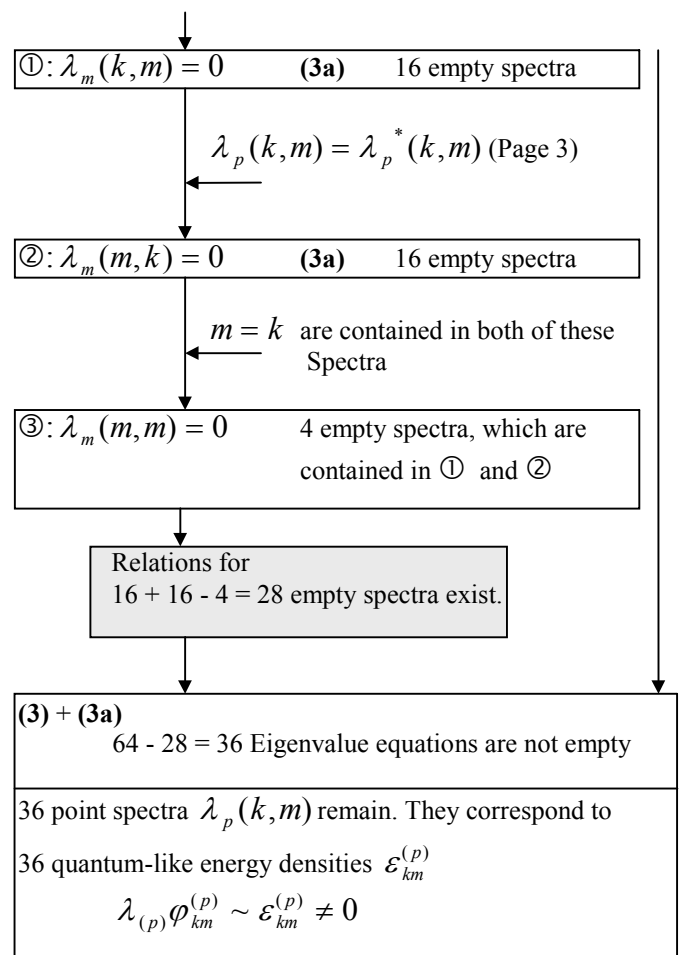 ①: λ_m(k,m) = 0 (3a) 16 empty spectra
λ_p(k,m) = λ_p*(k,m) (Page 3)
②: λ_m(m,k) = 0 (3a) 16 empty spectra
m = k are contained in both of these
Spectra
③: λ_m(m,m) = 0 4 empty spectra, which are
contained in ① and ②
Relations for
16 + 16 - 4 = 28 empty spectra exist.
(3) + (3a)
64 - 28 = 36 Eigenvalue equations are not empty
36 point spectra λ_p(k,m) remain. They correspond to
36 quantum-like energy densities ε_km^(p)
λ_(p)φ_km^(p) ~ ε_km^(p) ≠ 0